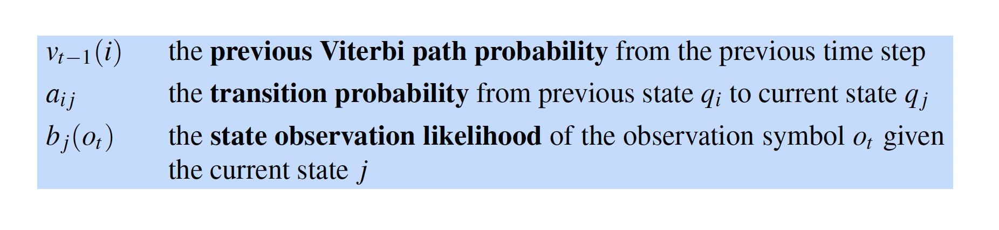 v_{t−1}(i) the previous Viterbi path probability from the previous time step
a_{ij} the transition probability from previous state q_i to current state q_j
b_j(o_t) the state observation likelihood of the observation symbol o_t given
the current state j